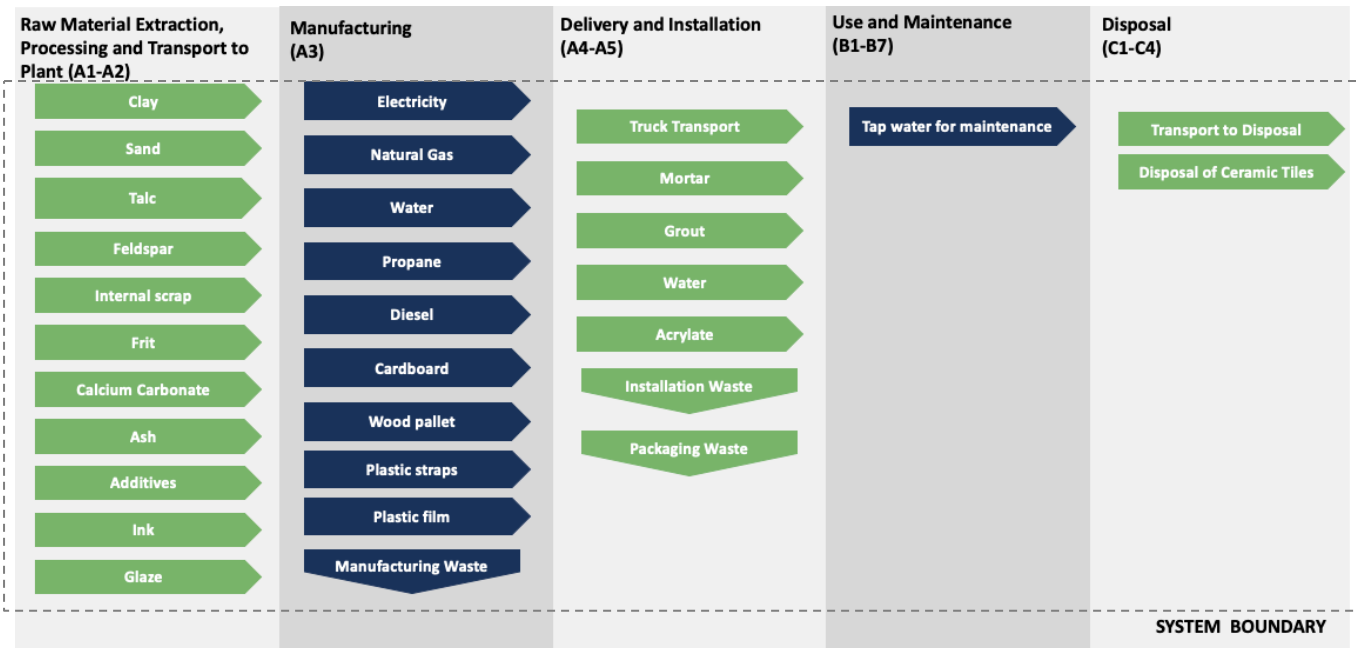 Raw Material Extraction,
Processing and Transport to
Plant (A1-A2)
Clay
Sand
Talc
Feldspar
Internal scrap
Frit
Calcium Carbonate
Ash
Additives
Ink
Glaze
Manufacturing
(A3)
Electricity
Natural Gas
Water
Propane
Diesel
Cardboard
Wood pallet
Plastic straps
Plastic film
Manufacturing Waste
Delivery and Installation
(A4-A5)
Truck Transport
Mortar
Grout
Water
Acrylate
Installation Waste
Packaging Waste
Use and Maintenance
(B1-B7)
Tap water for maintenance
Disposal
(C1-C4)
Transport to Disposal
Disposal of Ceramic Tiles
SYSTEM BOUNDARY